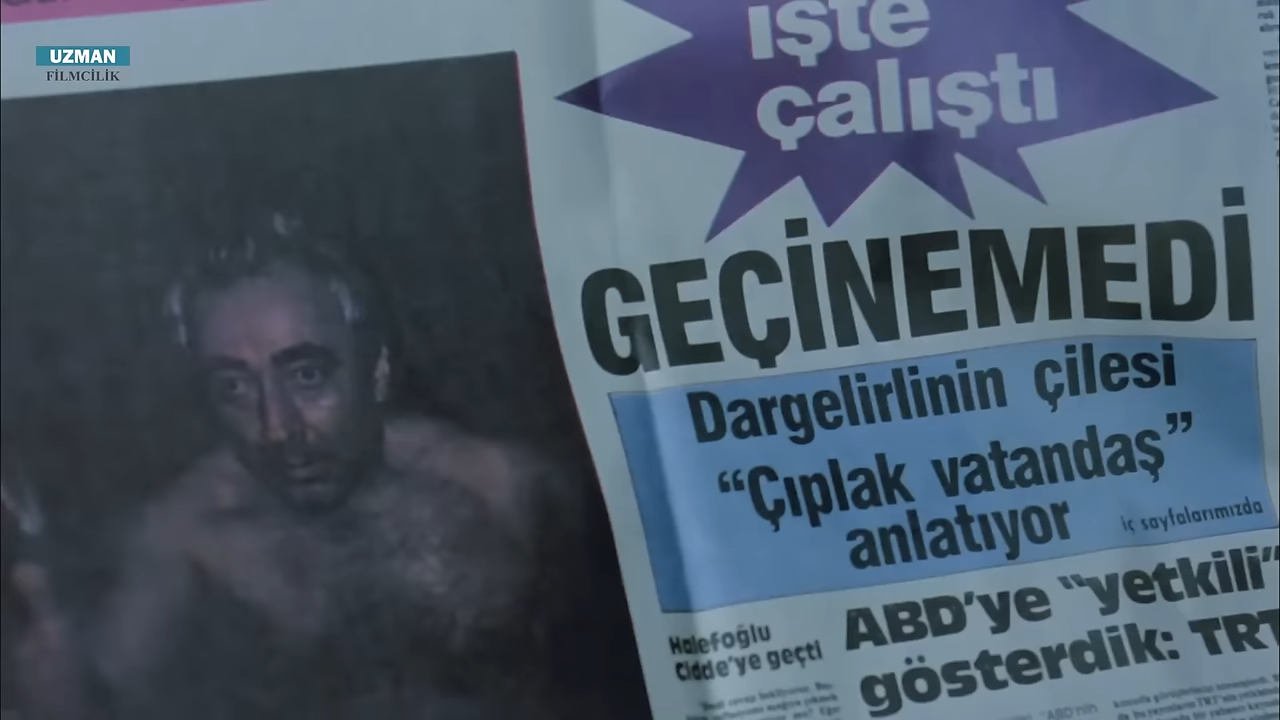 UZMAN
FİLMCİLİK
işte
çalıştı
GEÇİNEMEDİ
Dargelirlinin çilesi
“Çıplak vatandaş”
anlatıyor
iç sayfalarımızda
Halefoğlu
Cidde'ye geçti
ABD'ye “yetkili”
gösterdik: TRT